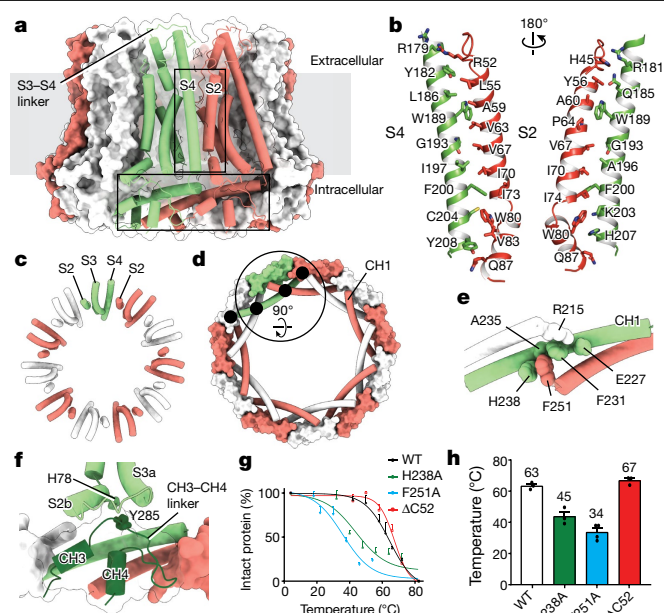 a
S3–S4
linker
S4
S2
Extracellular
Intracellular
b
180°
R179
Y182
L186
W189
G193
I197
F200
C204
Y208
S4
R52
L55
A59
V63
V67
I70
I73
W80
V83
Q87
S2
H45
Y56
A60
P64
V67
I70
I74
W80
Q87
R181
Q185
W189
G193
A196
F200
K203
H207
c
S2
S3
S4
S2
d
CH1
90°
e
R215
A235
CH1
E227
F231
F251
H238
f
H78
S3a
S2b
CH3–CH4
linker
Y285
CH3
CH4
g
WT
H238A
F251A
ΔC52
Intact protein (%)
100
50
0
0 20 40 60 80
Temperature (°C)
h
Temperature (°C)
80
60
40
20
0
63
45
34
67
WT
238A
251A
C52